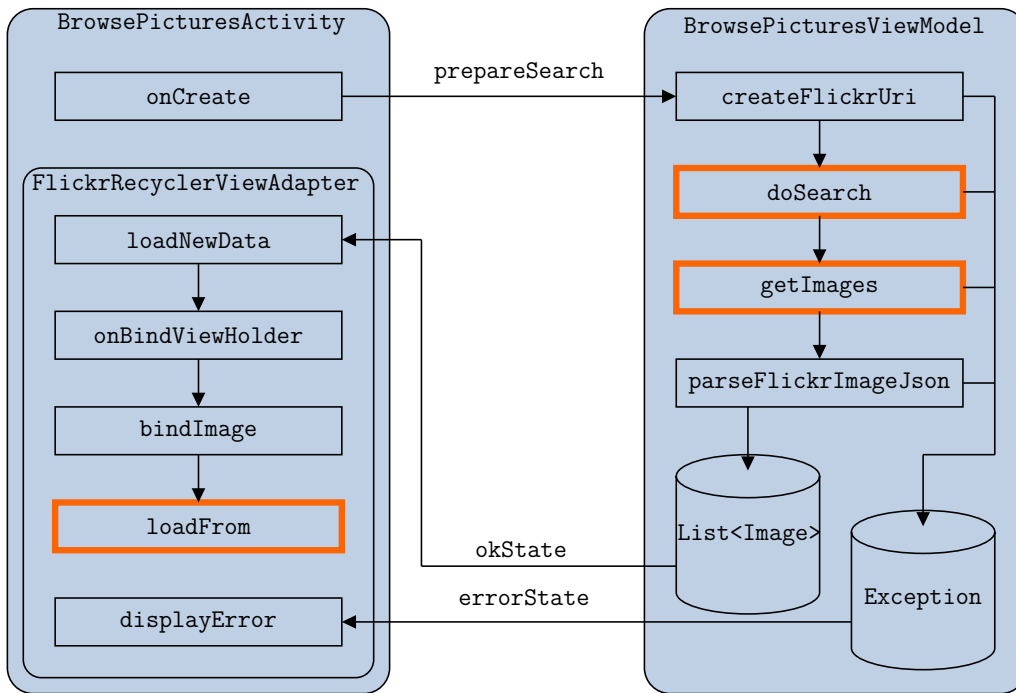 BrowsePicturesActivity
onCreate
FlickrRecyclerViewAdapter
loadNewData
onBindViewHolder
bindImage
loadFrom
displayError
prepareSearch
okState
errorState
BrowsePicturesViewModel
createFlickrUri
doSearch
getImages
parseFlickrImageJson
List<Image>
Exception